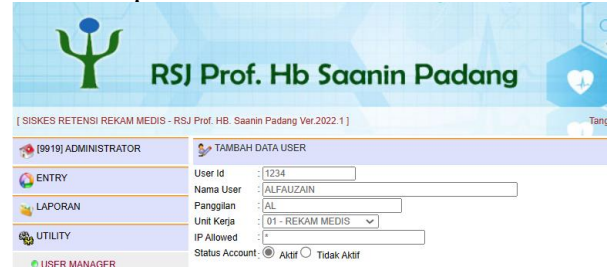 RSJ Prof. Hb Saanin Padang
[ SISKES RETENSI REKAM MEDIS - RSJ Prof. HB. Saanin Padang Ver.2022.1 ]
Tang
[9919] ADMINISTRATOR
ENTRY
LAPORAN
UTILITY
USER MANAGER
TAMBAH DATA USER
User Id : 1234
Nama User : ALFAUZAIN
Panggilan : AL
Unit Kerja : 01 - REKAM MEDIS
IP Allowed : *
Status Account : Aktif Tidak Aktif